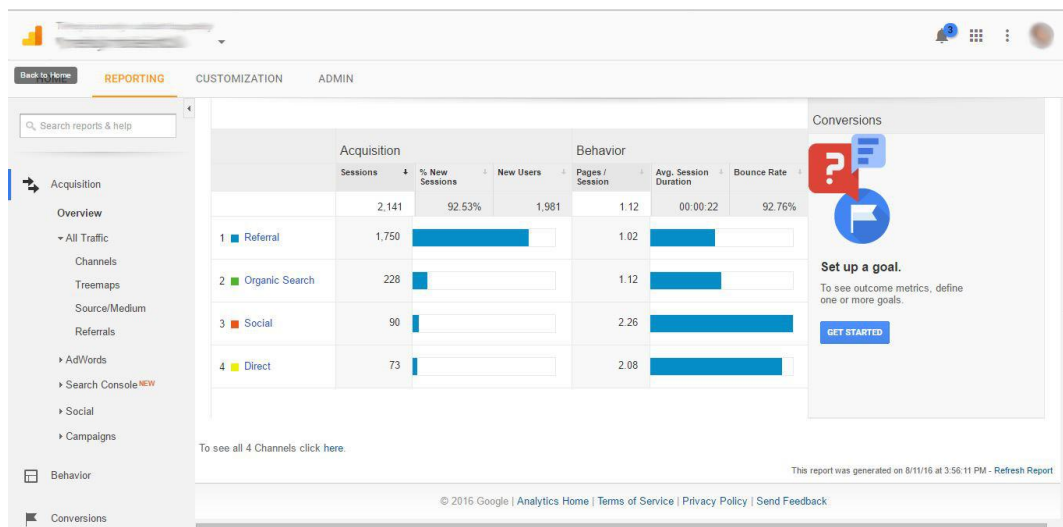 3
Back to Home
REPORTING
CUSTOMIZATION
ADMIN
Search reports & help
Acquisition
Overview
All Traffic
Channels
Treemaps
Source/Medium
Referrals
AdWords
Search Console NEW
Social
Campaigns
Behavior
Conversions
Acquisition Behavior
Sessions % New Sessions New Users Pages / Session Avg. Session Duration Bounce Rate
2,141 92.53% 1,981 1.12 00:00:22 92.76%
1 Referral 1,750 1.02
2 Organic Search 228 1.12
3 Social 90 2.26
4 Direct 73 2.08
Conversions
?
Set up a goal.
To see outcome metrics, define
one or more goals.
GET STARTED
To see all 4 Channels click here.
This report was generated on 8/11/16 at 3:56:11 PM - Refresh Report
© 2016 Google | Analytics Home | Terms of Service | Privacy Policy | Send Feedback